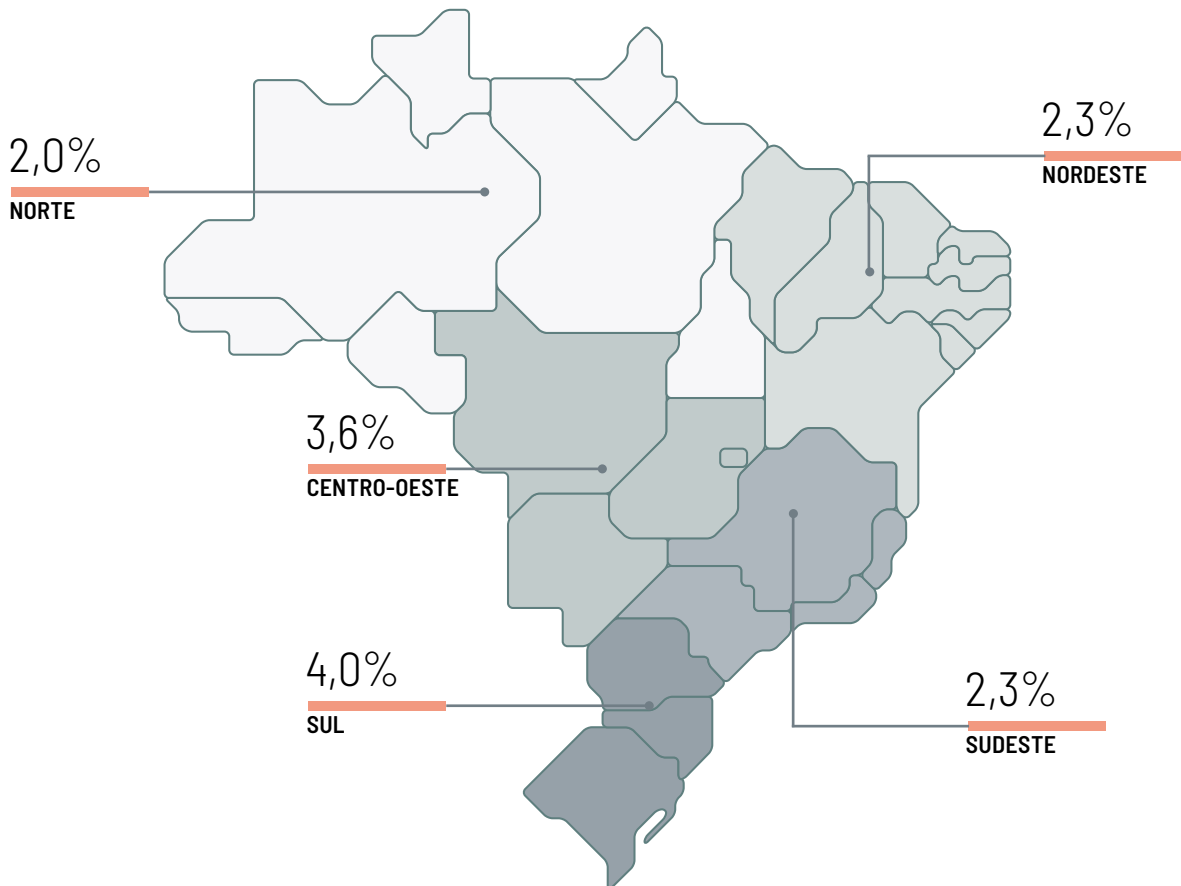 2,3%
NORDESTE
2,0%
NORTE
3,6%
CENTRO-OESTE
4,0%
SUL
2,3%
SUDESTE